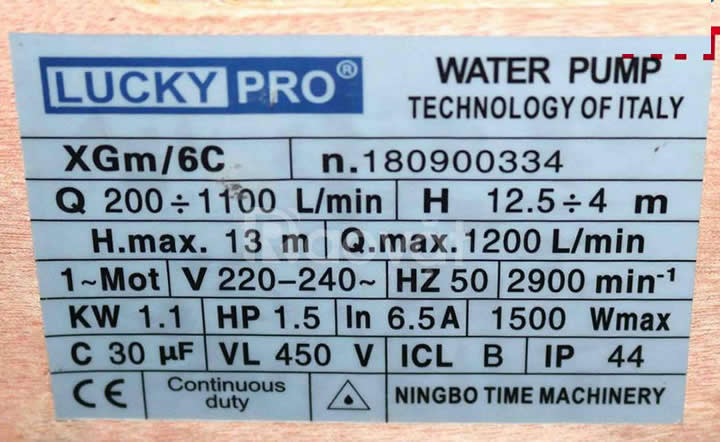 LUCKY PRO® WATER PUMP
TECHNOLOGY OF ITALY
XGm/6C n.180900334
Q 200÷1100 L/min H 12.5÷4 m
H.max. 13 m Q.max.1200 L/min
1~Mot V 220-240~ HZ 50 2900 min-1
KW 1.1 HP 1.5 In 6.5A 1500 Wmax
C 30 µF VL 450 V ICL B IP 44
CE Continuous duty NINGBO TIME MACHINERY